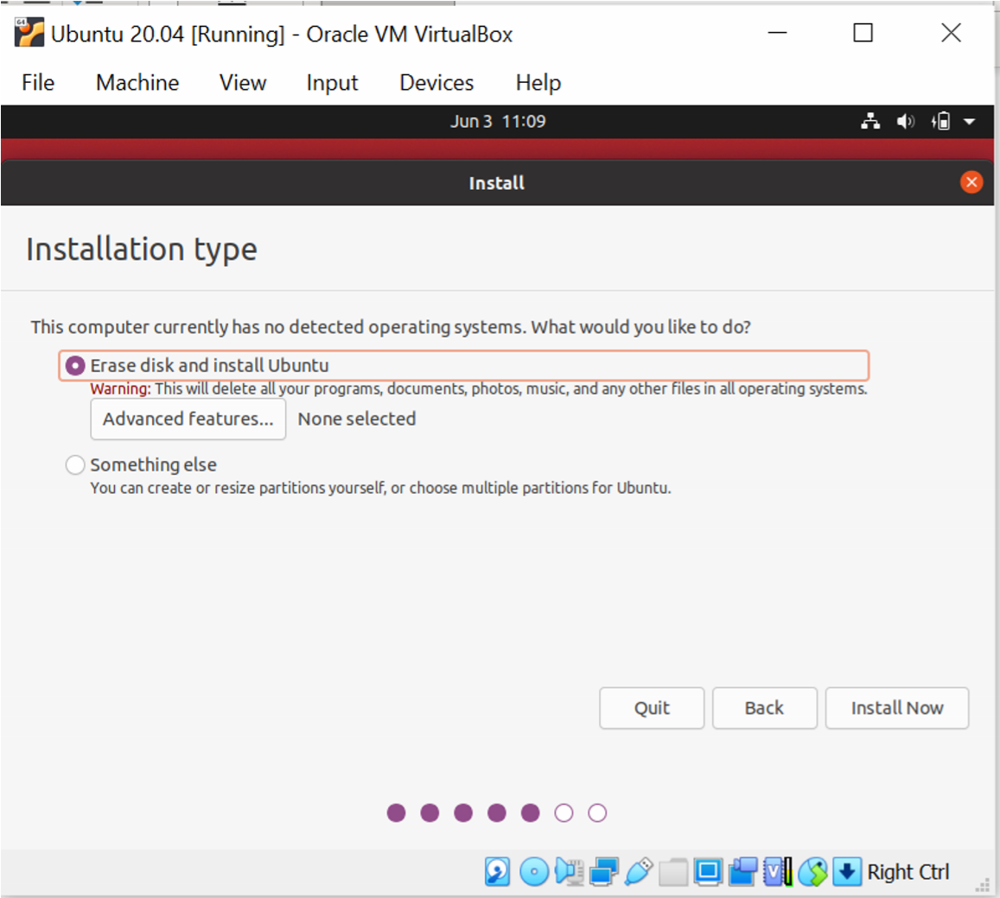 Ubuntu 20.04 [Running] - Oracle VM VirtualBox
File Machine View Input Devices Help
Jun 3 11:09
Install
Installation type
This computer currently has no detected operating systems. What would you like to do?
Erase disk and install Ubuntu
Warning: This will delete all your programs, documents, photos, music, and any other files in all operating systems.
Advanced features... None selected
Something else
You can create or resize partitions yourself, or choose multiple partitions for Ubuntu.
Quit Back Install Now
Right Ctrl